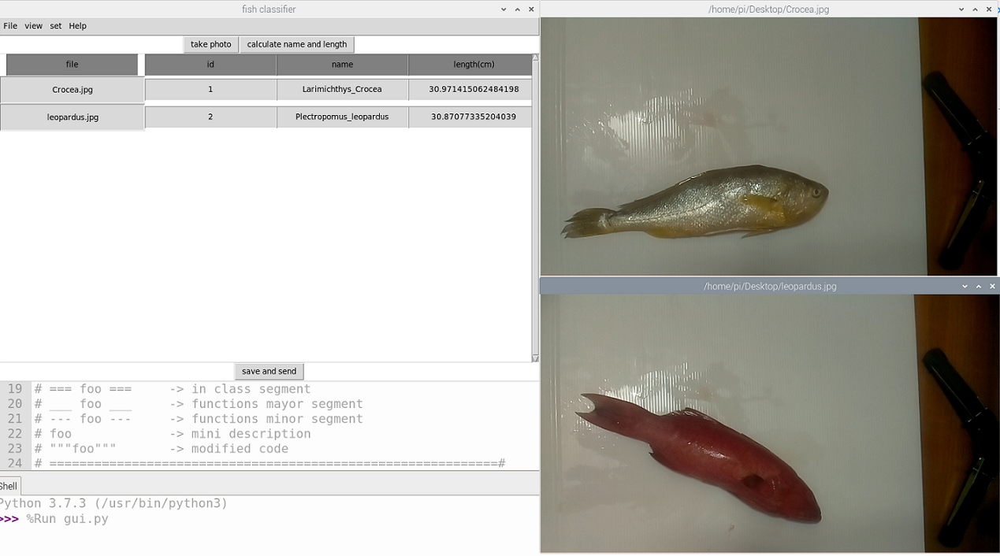 fish classifier
File view set Help
take photo calculate name and length
file id name length(cm)
Crocea.jpg 1 Larimichthys_Crocea 30.971415062484198
leopardus.jpg 2 Plectropomus_leopardus 30.87077335204039
save and send
19 # === foo === -> in class segment
20 # ___ foo ___ -> functions mayor segment
21 # --- foo --- -> functions minor segment
22 # foo -> mini description
23 # """foo""" -> modified code
24 # ============================================================#
Shell
Python 3.7.3 (/usr/bin/python3)
>>> %Run gui.py
/home/pi/Desktop/Crocea.jpg
/home/pi/Desktop/leopardus.jpg